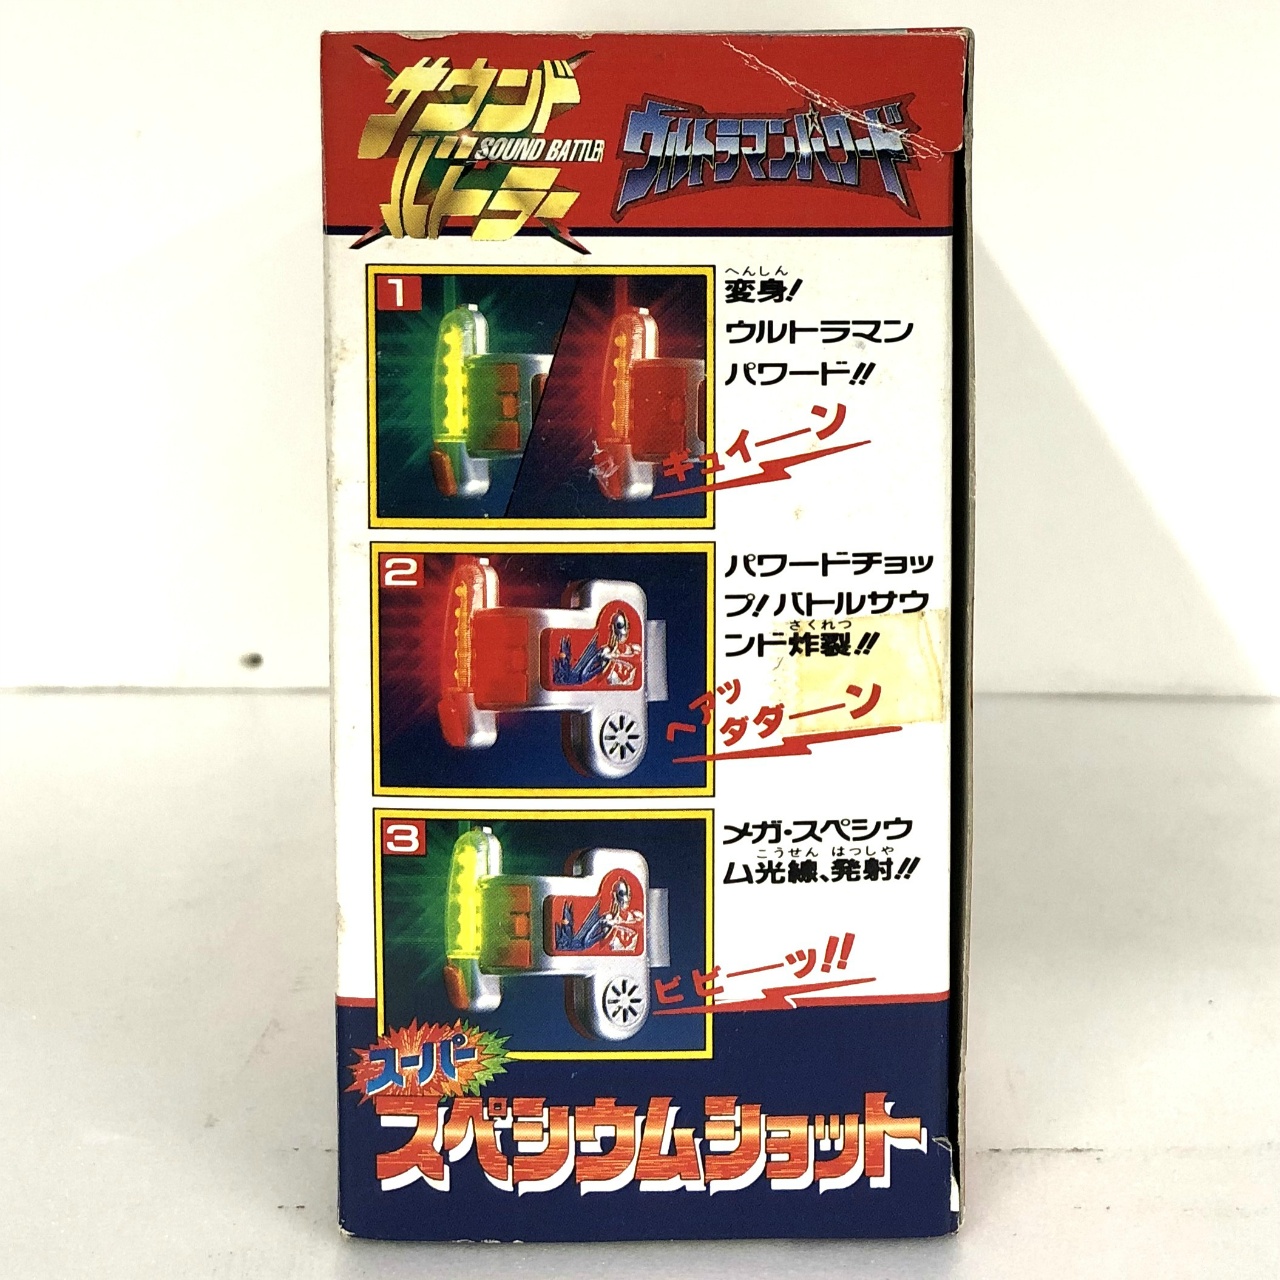 サウンド
バトラー
SOUND BATTLER
ウルトラマンパワード
1
へんしん
変身!
ウルトラマン
パワード!!
ギュイーン
2
パワードチョッ
プ!バトルサウ
さくれつ
ンド炸裂!!
ヘアッ
ダダーン
3
メガ・スペシウ
こうせん はつしゃ
ム光線、発射!!
ビビーッ!!
スーパー
スペシウムショット